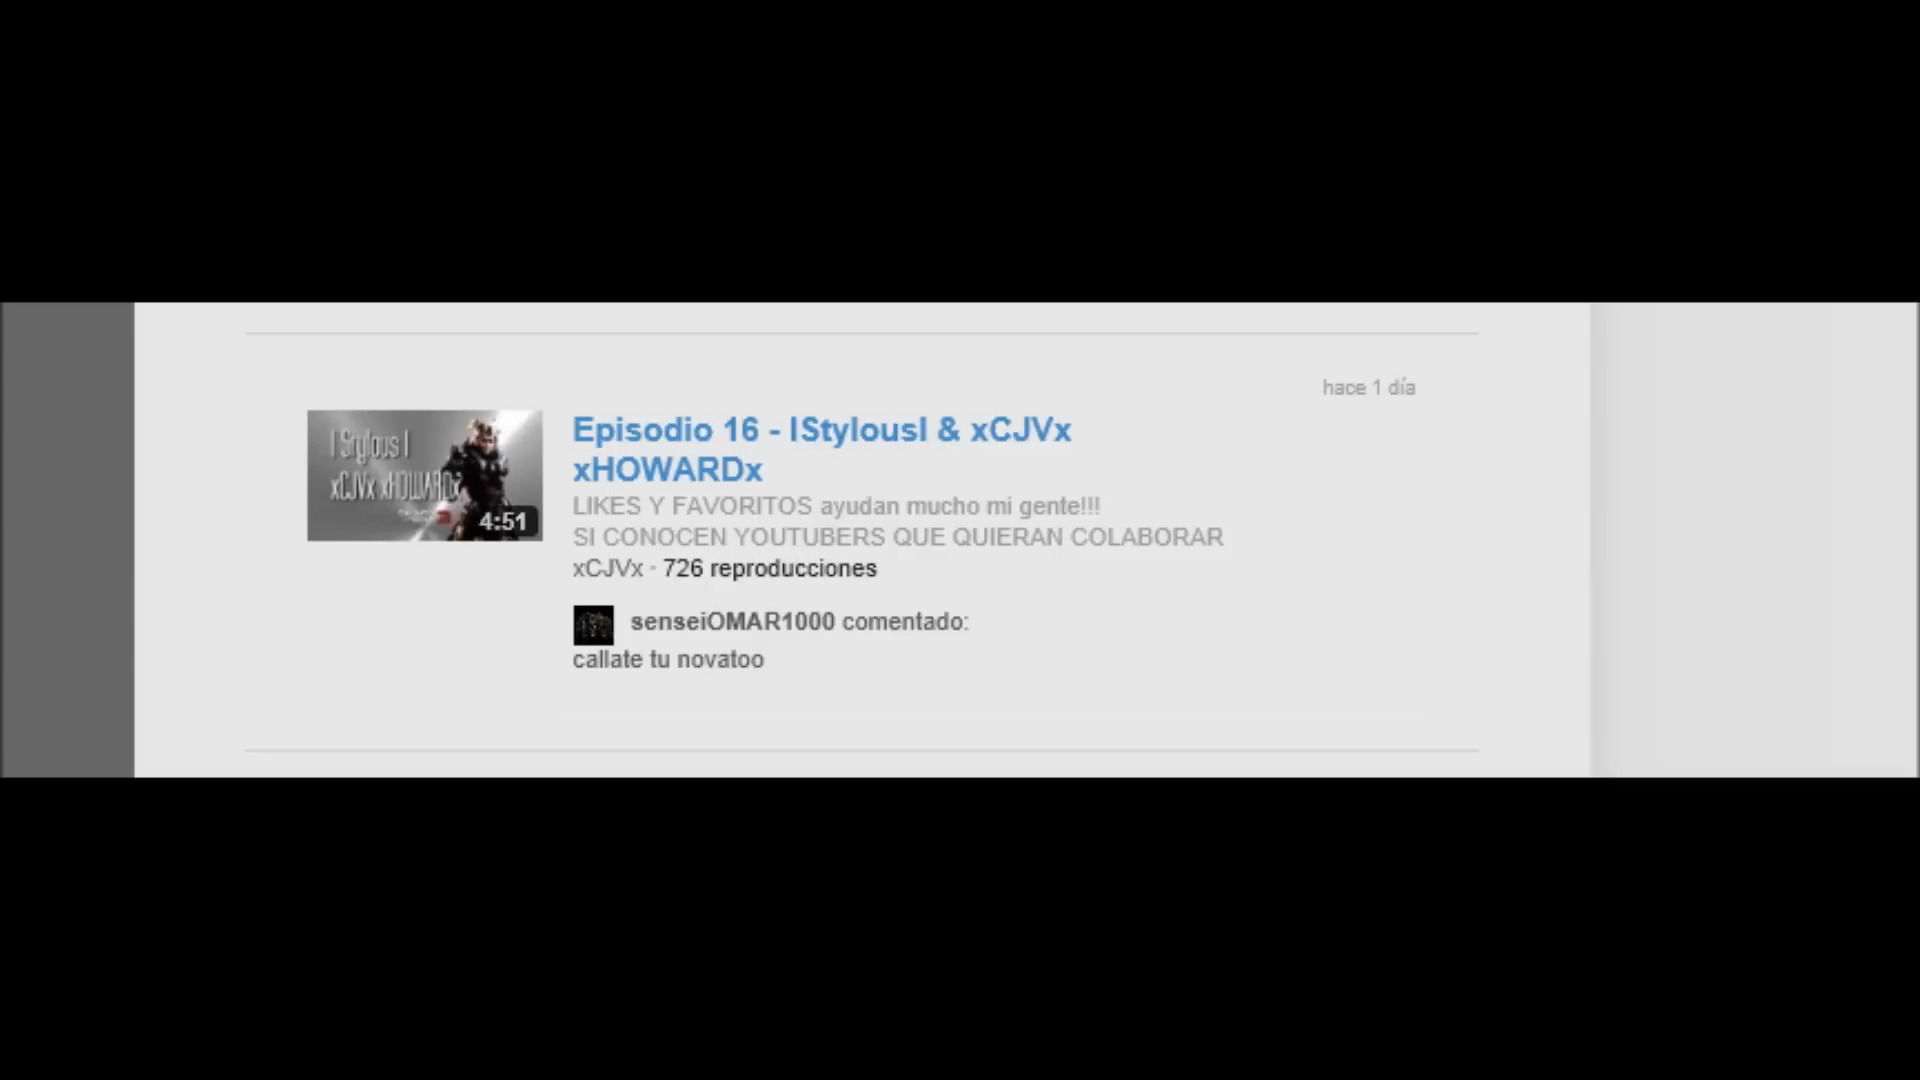 hace 1 día
Episodio 16 - IStylousI & xCJVx
xHOWARDx
LIKES Y FAVORITOS ayudan mucho mi gente!!!
SI CONOCEN YOUTUBERS QUE QUIERAN COLABORAR
xCJVx • 726 reproducciones
senseiOMAR1000 comentado:
callate tu novatoo
I Stylous I
xCJVx xHOWARDx
4:51